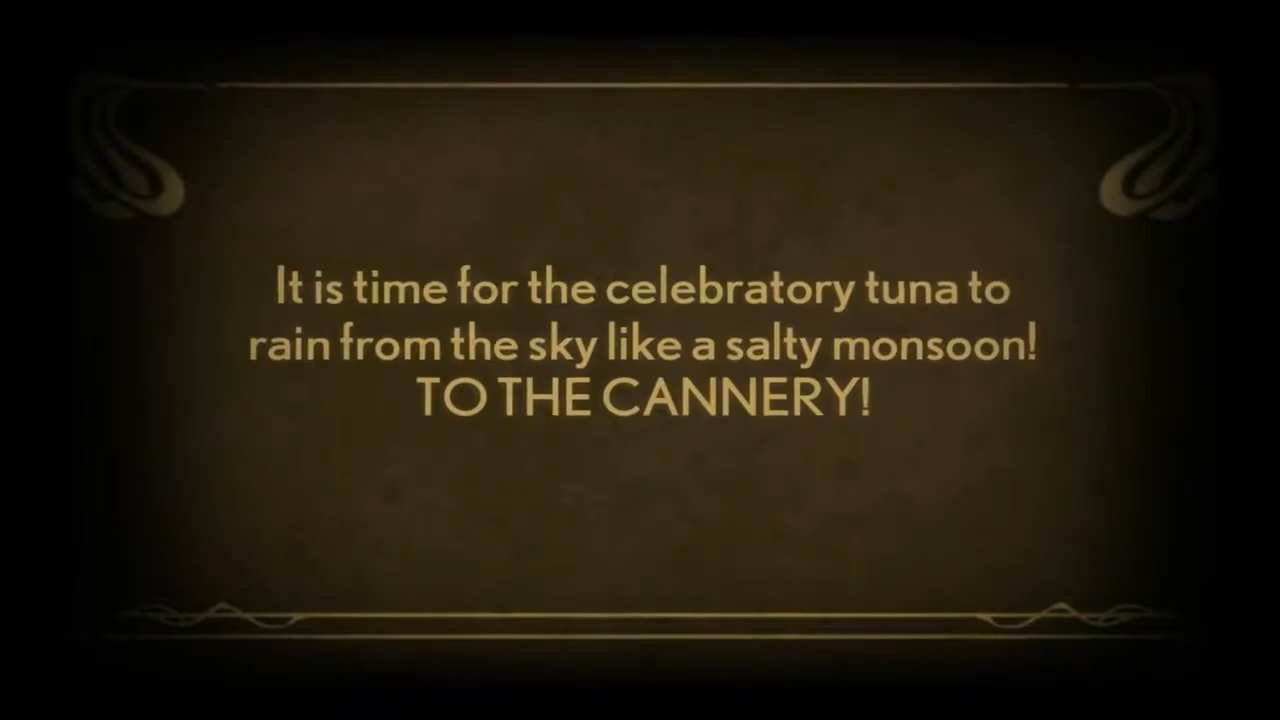 It is time for the celebratory tuna to
rain from the sky like a salty monsoon!
TO THE CANNERY!